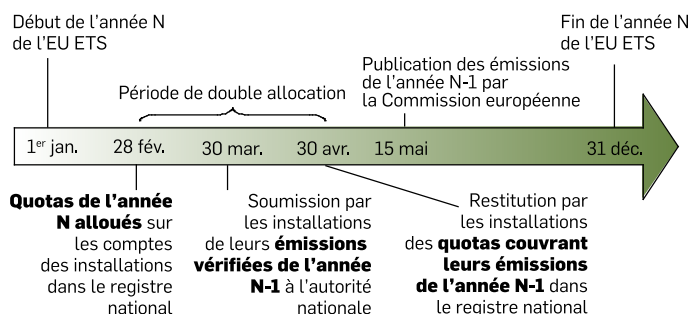 Début de l'année N
de l'EU ETS
Fin de l'année N
de l'EU ETS
Publication des émissions
de l'année N-1 par
la Commission européenne
Période de double allocation
1er jan.
28 fév.
30 mar.
30 avr.
15 mai
31 déc.
Quotas de l'année
N alloués sur
les comptes
des installations
dans le registre
national
Soumission par
les installations
de leurs émissions
vérifiées de l'année
N-1 à l'autorité
nationale
Restitution par
les installations
des quotas couvrant
leurs émissions
de l'année N-1 dans
le registre national